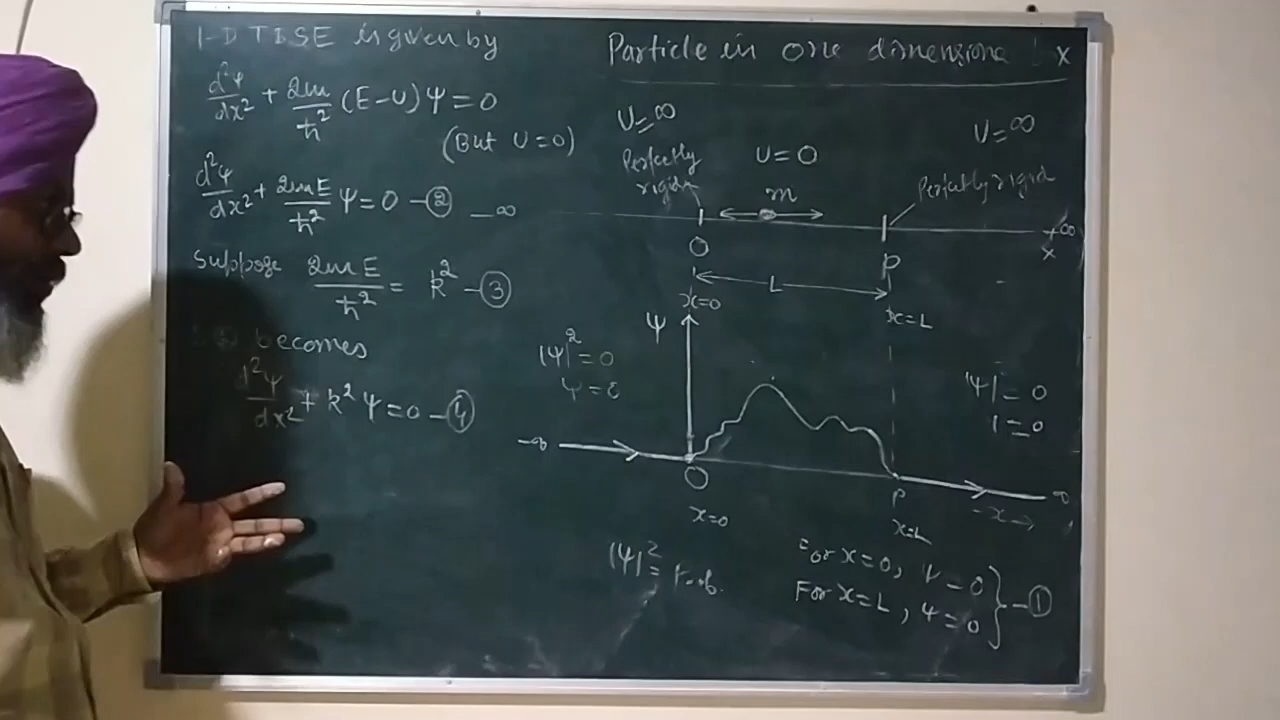 1-D TISE is given by
d²ψ/dx² + 2m/ħ² (E-U) ψ = 0
(But U = 0)
d²ψ/dx² + 2mE/ħ² ψ = 0 - ②
Suppose 2mE/ħ² = k² - ③
becomes
d²ψ/dx² + k² ψ = 0 - ④
Particle in one dimensional x
U = ∞
U = ∞
Perfectly rigid
U = 0
Perfectly rigid
m
-∞
+∞
x
O
P
L
x=0
x=L
ψ
|ψ|² = 0
ψ = 0
|ψ| = 0
= 0
-∞
∞
O
P
-x→
x=0
x=L
|ψ|² =
For x = 0, ψ = 0
For x = L, ψ = 0
} - ①